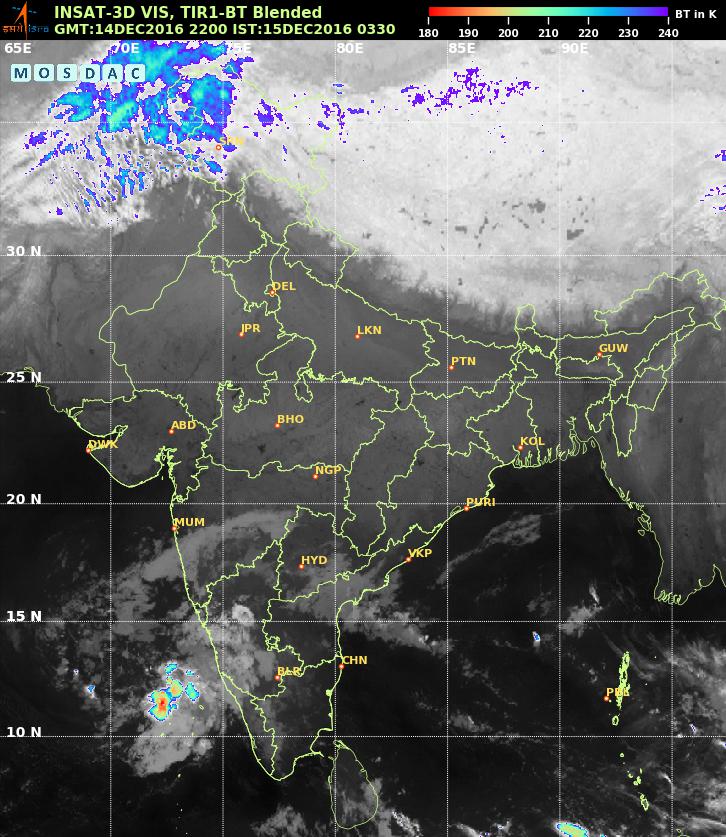 INSAT-3D VIS, TIR1-BT Blended
GMT:14DEC2016 2200 IST:15DEC2016 0330
BT in K
180 190 200 210 220 230 240
65E 70E 75E 80E 85E 90E
MOSDAC
30 N
DEL
JPR
LKN
GUW
PTN
25 N
ABD
BHO
DWK
KOL
NGP
20 N
PURI
MUM
VKP
HYD
15 N
CHN
BLR
10 N